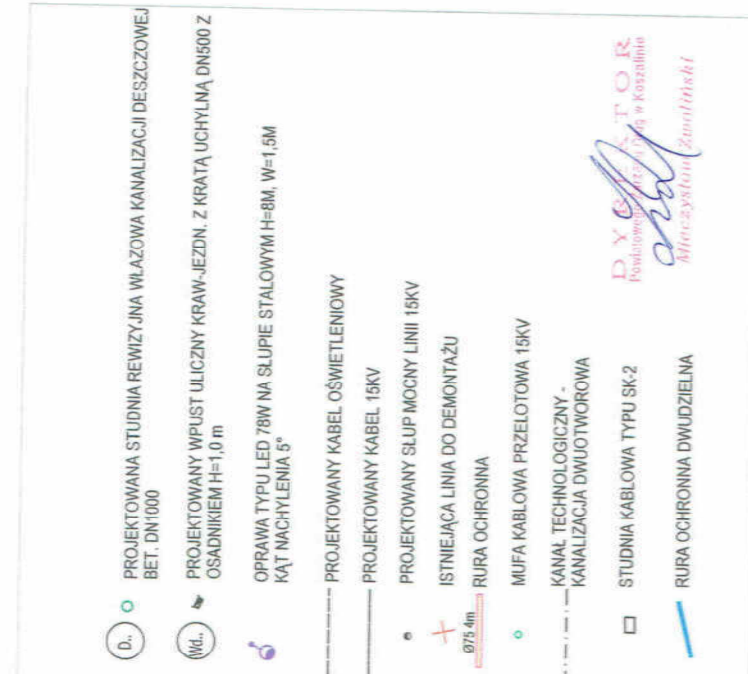 D.. PROJEKTOWANA STUDNIA REWIZYJNA WŁAZOWA KANALIZACJI DESZCZOWEJ
BET. DN1000
Wd.. PROJEKTOWANY WPUST ULICZNY KRAW-JEZDN. Z KRATĄ UCHYLNĄ DN500 Z
OSADNIKIEM H=1,0 m
OPRAWA TYPU LED 78W NA SŁUPIE STALOWYM H=8M, W=1,5M
KĄT NACHYLENIA 5°
PROJEKTOWANY KABEL OŚWIETLENIOWY
PROJEKTOWANY KABEL 15KV
PROJEKTOWANY SŁUP MOCNY LINII 15KV
ISTNIEJĄCA LINIA DO DEMONTAŻU
Ø75 4m RURA OCHRONNA
MUFA KABLOWA PRZELOTOWA 15KV
KANAŁ TECHNOLOGICZNY -
KANALIZACJA DWUOTWOROWA
STUDNIA KABLOWA TYPU SK-2
RURA OCHRONNA DWUDZIELNA
DYREKTOR
Powiatowego Zarządu Dróg w Koszalinie
Mieczysław Zwoliński